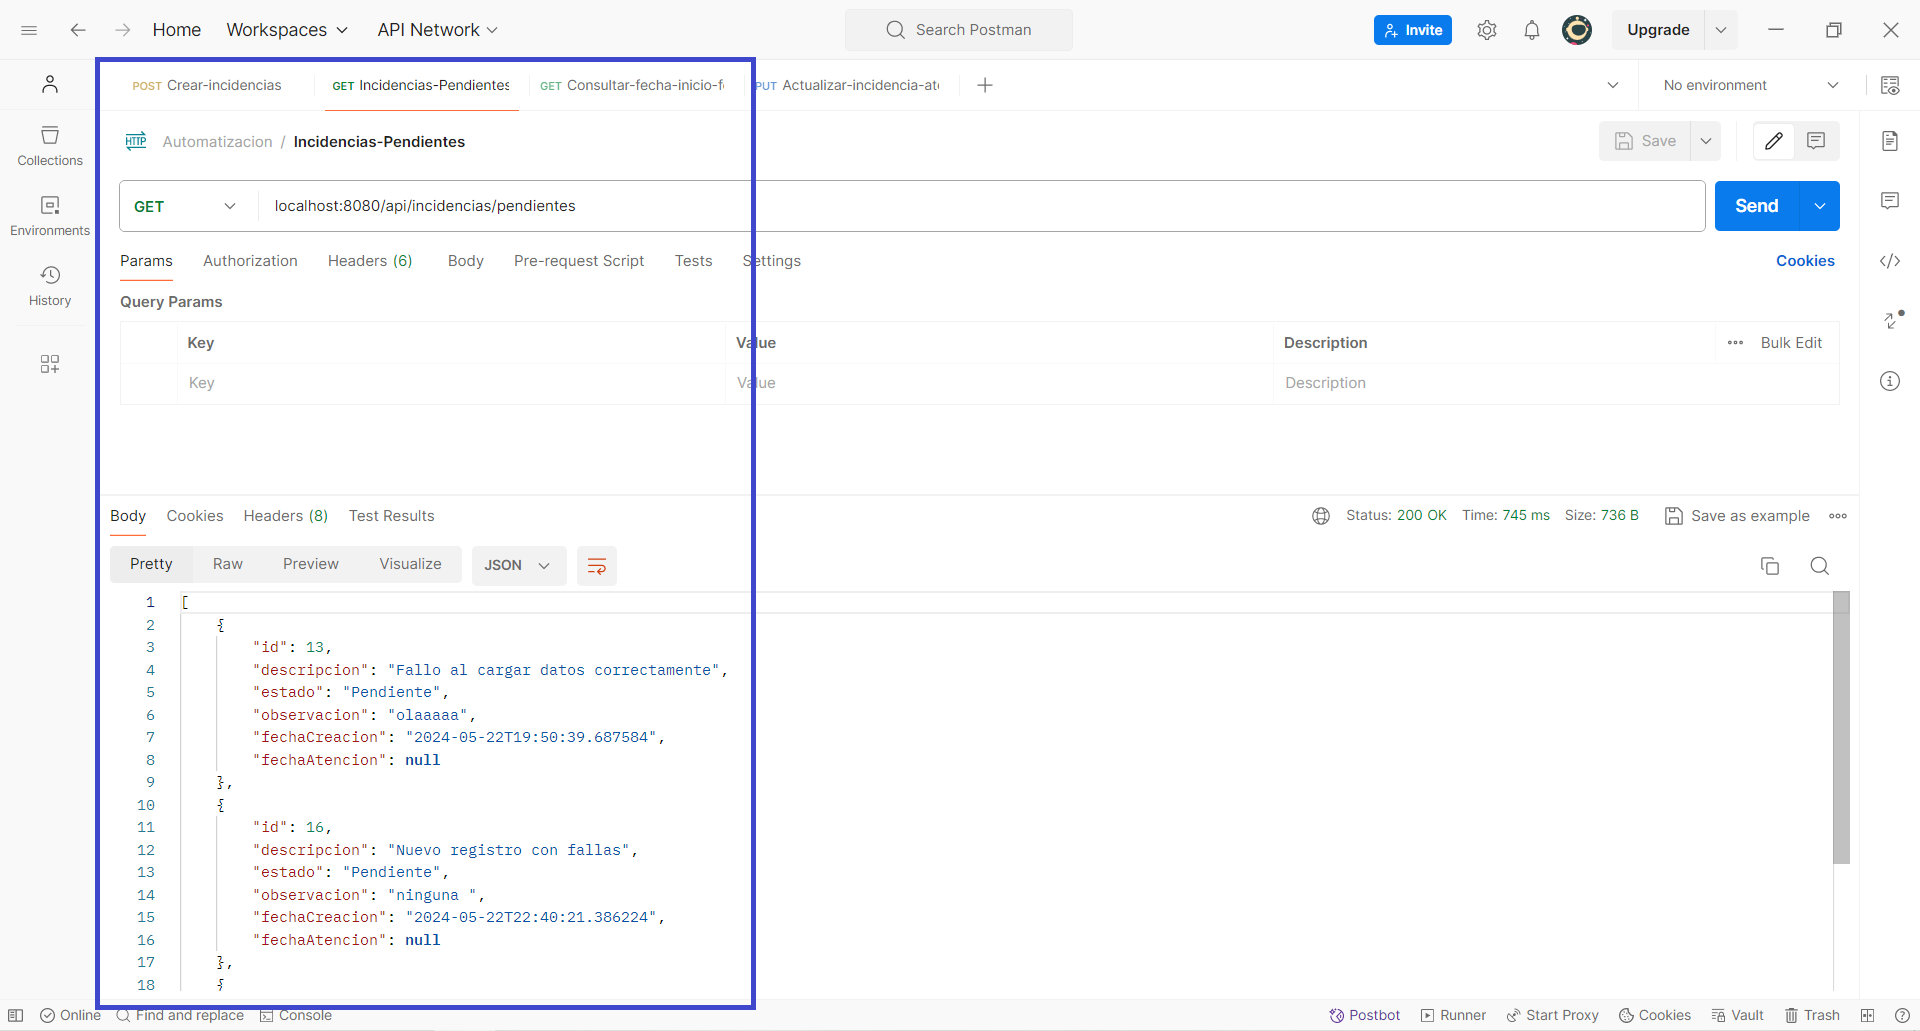 Home Workspaces API Network Search Postman Invite Upgrade
POST Crear-incidencias GET Incidencias-Pendientes GET Consultar-fecha-inicio-f PUT Actualizar-incidencia-at No environment
HTTP Automatizacion / Incidencias-Pendientes Save
Collections
GET localhost:8080/api/incidencias/pendientes Send
Environments
Params Authorization Headers (6) Body Pre-request Script Tests Settings Cookies
History
Query Params
Key Value Description Bulk Edit
Key Value Description
Body Cookies Headers (8) Test Results Status: 200 OK Time: 745 ms Size: 736 B Save as example
Pretty Raw Preview Visualize JSON
1 [
2 {
3 "id": 13,
4 "descripcion": "Fallo al cargar datos correctamente",
5 "estado": "Pendiente",
6 "observacion": "olaaaaa",
7 "fechaCreacion": "2024-05-22T19:50:39.687584",
8 "fechaAtencion": null
9 },
10 {
11 "id": 16,
12 "descripcion": "Nuevo registro con fallas",
13 "estado": "Pendiente",
14 "observacion": "ninguna ",
15 "fechaCreacion": "2024-05-22T22:40:21.386224",
16 "fechaAtencion": null
17 },
18 {
Online Find and replace Console Postbot Runner Start Proxy Cookies Vault Trash